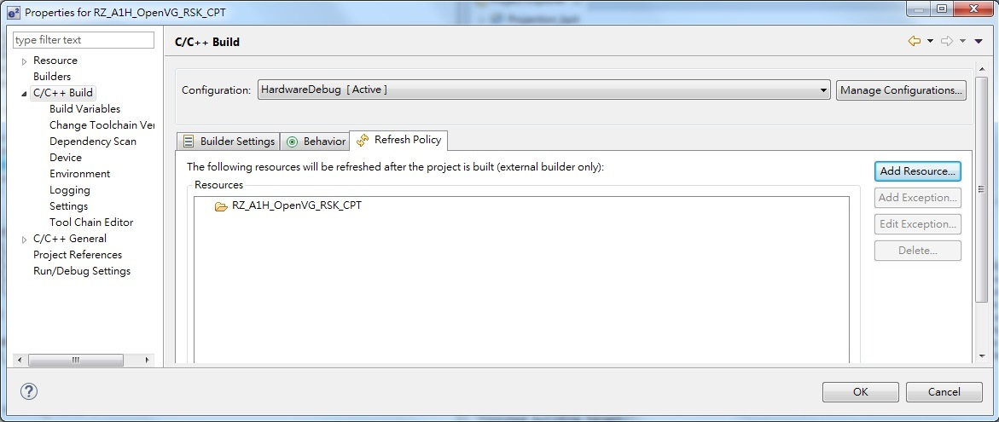 Properties for RZ_A1H_OpenVG_RSK_CPT
type filter text
Resource
Builders
C/C++ Build
Build Variables
Change Toolchain Ver
Dependency Scan
Device
Environment
Logging
Settings
Tool Chain Editor
C/C++ General
Project References
Run/Debug Settings
C/C++ Build
Configuration: HardwareDebug [ Active ] Manage Configurations...
Builder Settings Behavior Refresh Policy
The following resources will be refreshed after the project is built (external builder only):
Resources
RZ_A1H_OpenVG_RSK_CPT
Add Resource...
Add Exception...
Edit Exception...
Delete...
OK Cancel